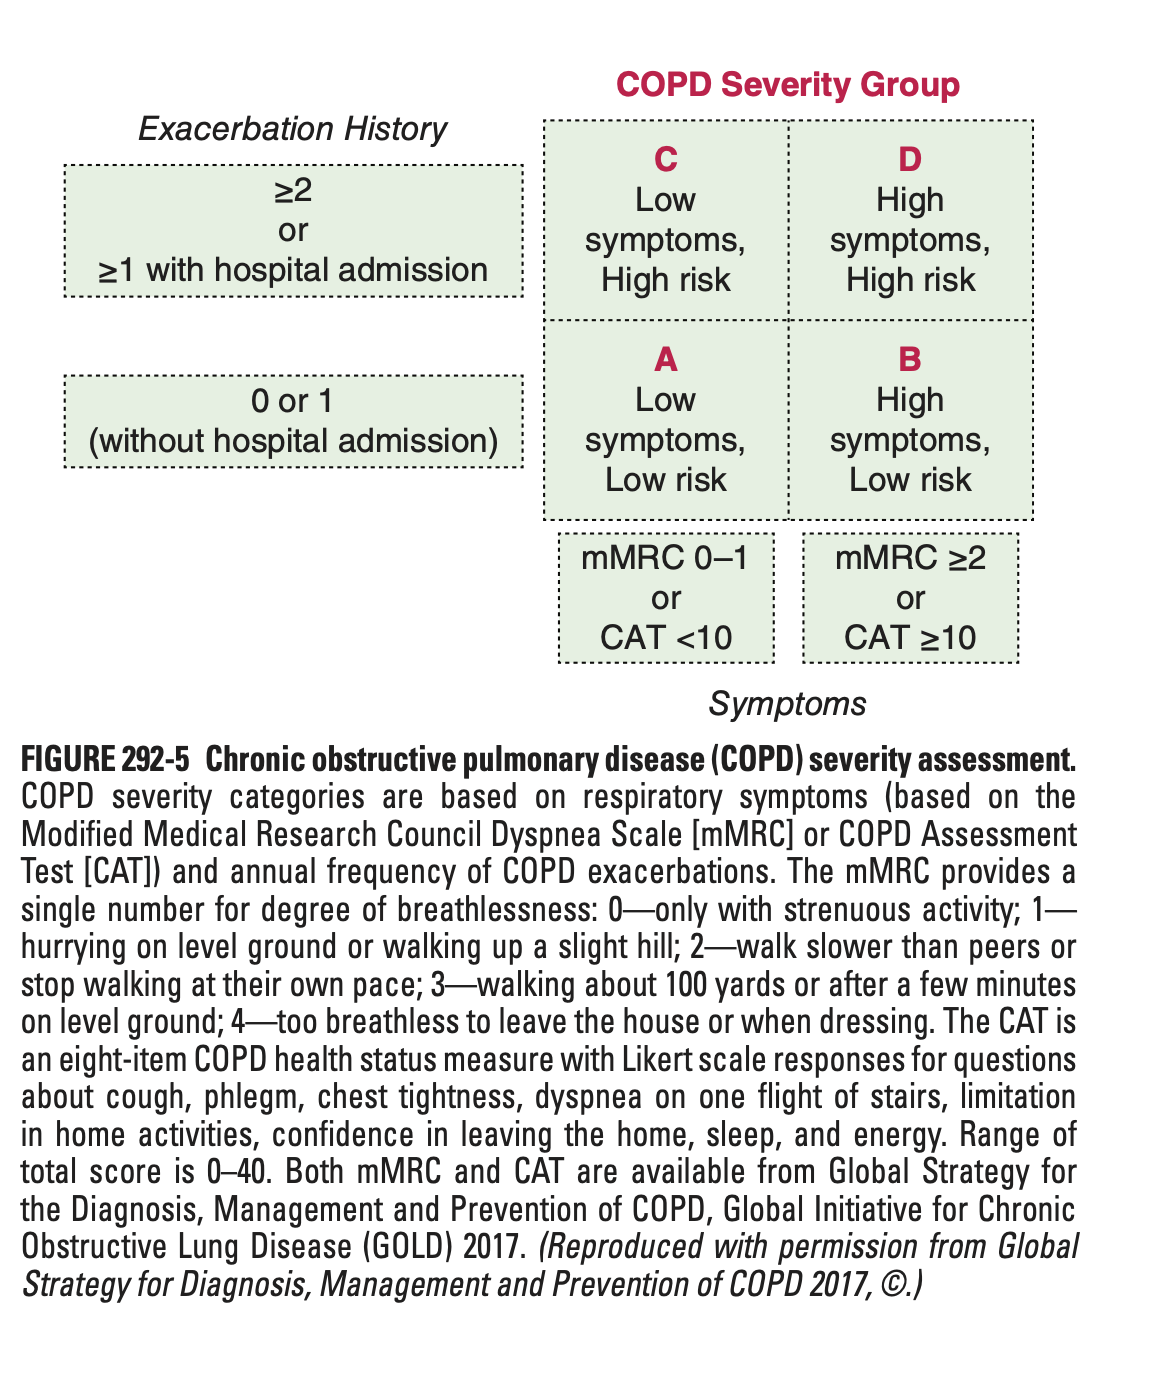 COPD Severity Group
Exacerbation History
≥2
or
≥1 with hospital admission
C
Low
symptoms,
High risk
D
High
symptoms,
High risk
0 or 1
(without hospital admission)
A
Low
symptoms,
Low risk
B
High
symptoms,
Low risk
mMRC 0–1
or
CAT <10
mMRC ≥2
or
CAT ≥10
Symptoms
FIGURE 292-5 Chronic obstructive pulmonary disease (COPD) severity assessment.
COPD severity categories are based on respiratory symptoms (based on the
Modified Medical Research Council Dyspnea Scale [mMRC] or COPD Assessment
Test [CAT]) and annual frequency of COPD exacerbations. The mMRC provides a
single number for degree of breathlessness: 0—only with strenuous activity; 1—
hurrying on level ground or walking up a slight hill; 2—walk slower than peers or
stop walking at their own pace; 3—walking about 100 yards or after a few minutes
on level ground; 4—too breathless to leave the house or when dressing. The CAT is
an eight-item COPD health status measure with Likert scale responses for questions
about cough, phlegm, chest tightness, dyspnea on one flight of stairs, limitation
in home activities, confidence in leaving the home, sleep, and energy. Range of
total score is 0–40. Both mMRC and CAT are available from Global Strategy for
the Diagnosis, Management and Prevention of COPD, Global Initiative for Chronic
Obstructive Lung Disease (GOLD) 2017. (Reproduced with permission from Global
Strategy for Diagnosis, Management and Prevention of COPD 2017, ©.)